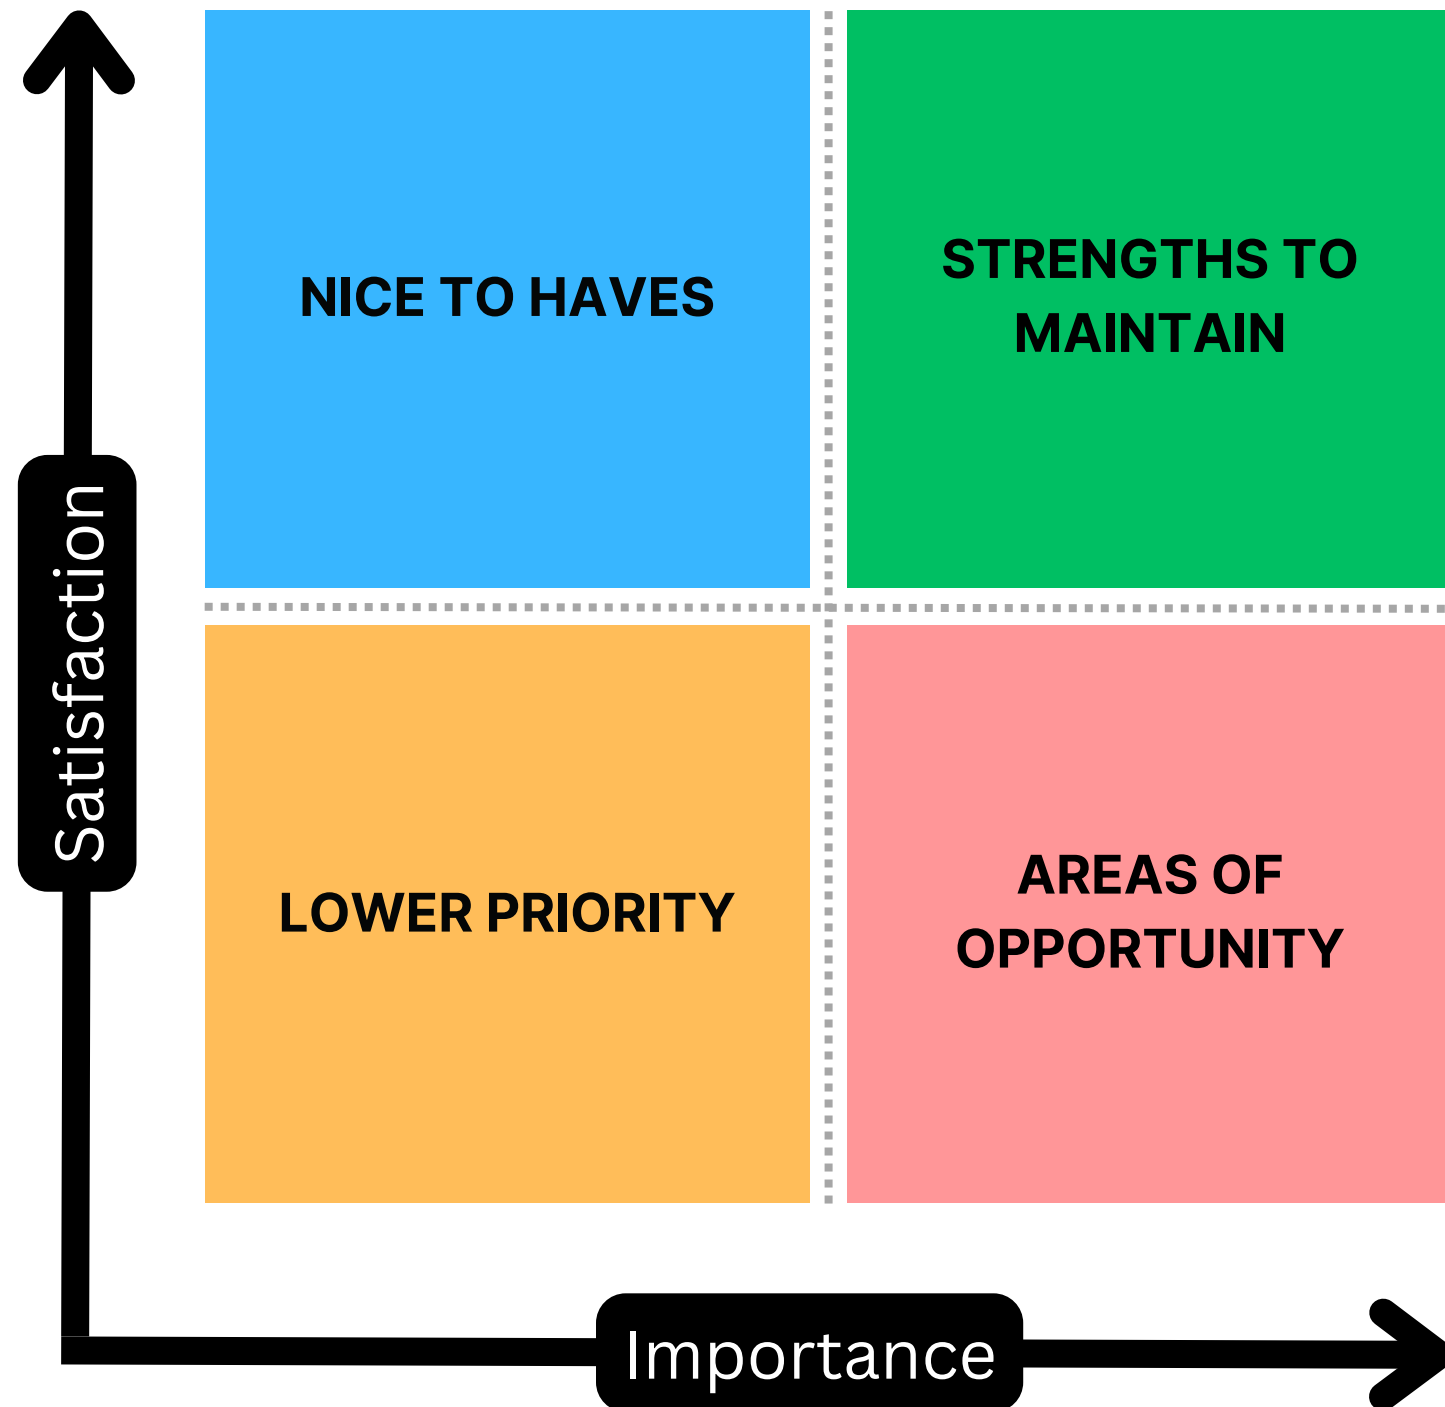 NICE TO HAVES
STRENGTHS TO
MAINTAIN
Satisfaction
LOWER PRIORITY
AREAS OF
OPPORTUNITY
Importance